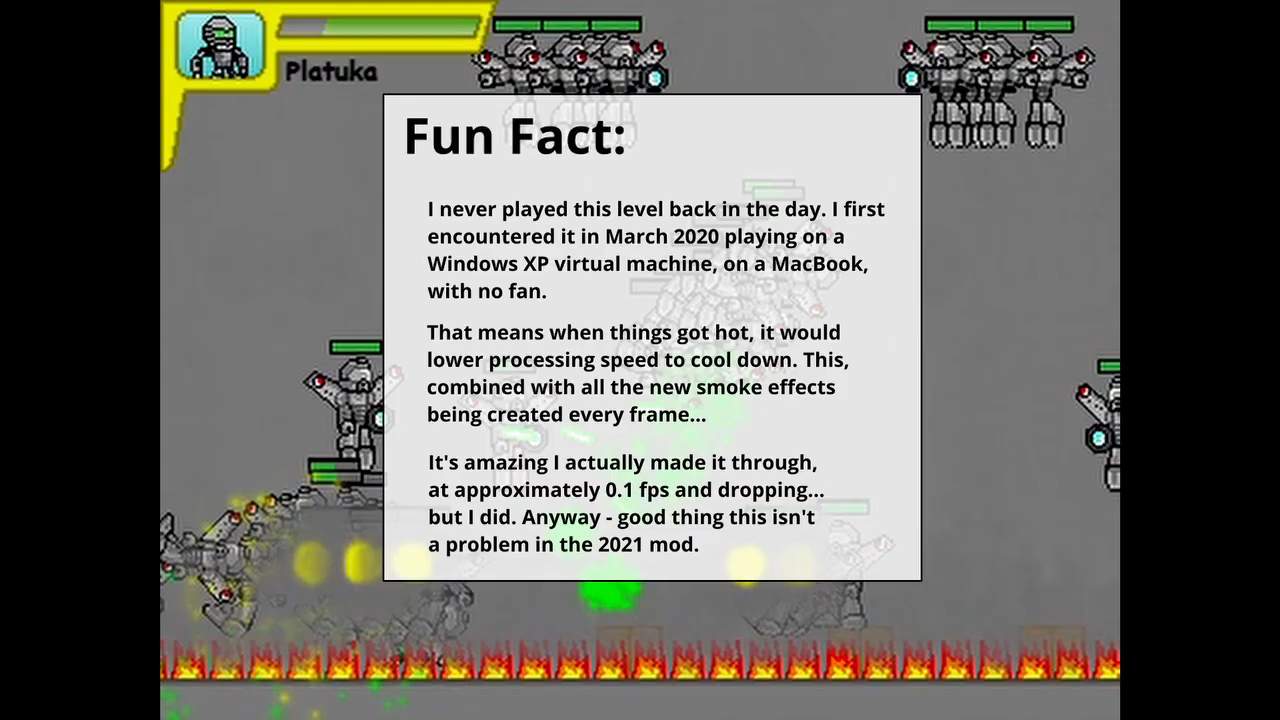 Platuka
Fun Fact:
I never played this level back in the day. I first
encountered it in March 2020 playing on a
Windows XP virtual machine, on a MacBook,
with no fan.
That means when things got hot, it would
lower processing speed to cool down. This,
combined with all the new smoke effects
being created every frame...
It's amazing I actually made it through,
at approximately 0.1 fps and dropping...
but I did. Anyway - good thing this isn't
a problem in the 2021 mod.